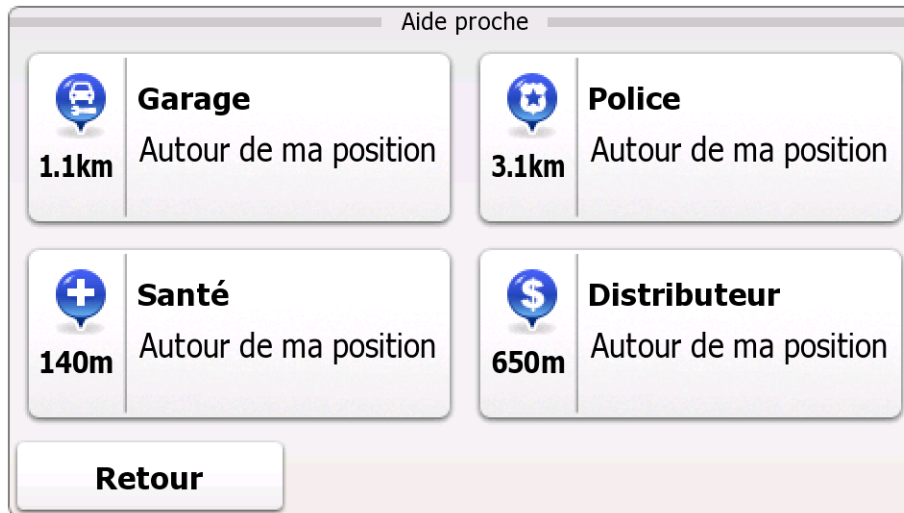 Aide proche
Garage
Autour de ma position
1.1km
Police
Autour de ma position
3.1km
Santé
Autour de ma position
140m
$
Distributeur
Autour de ma position
650m
Retour